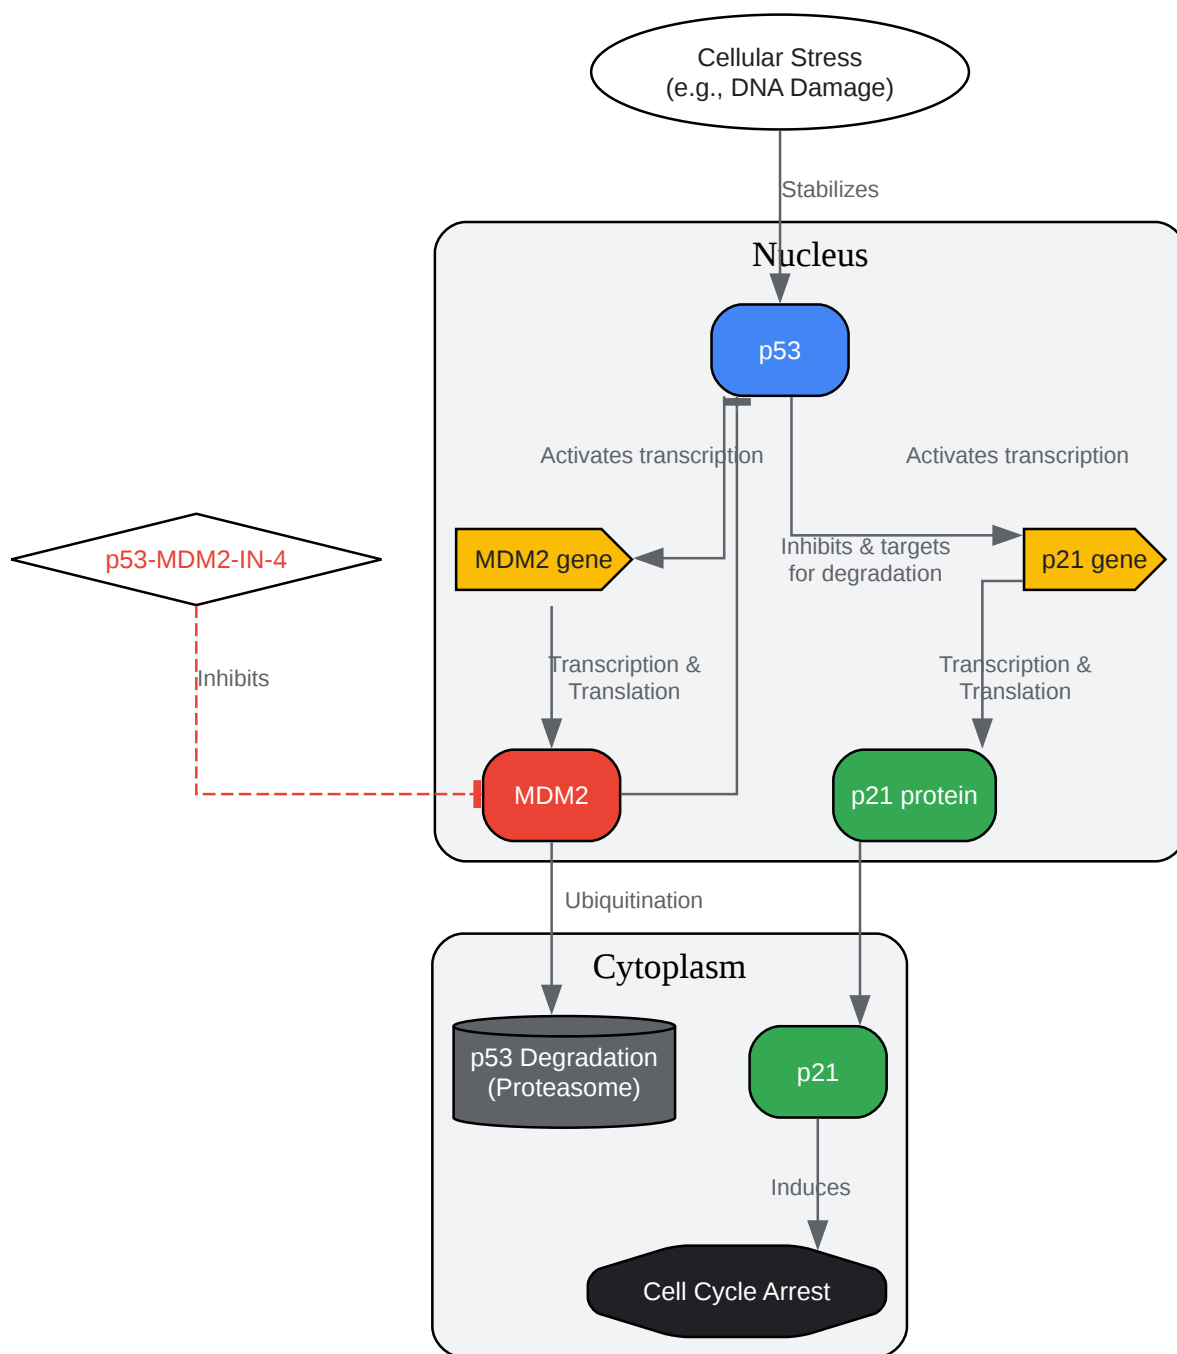 Cellular Stress
(e.g., DNA Damage)
Stabilizes
Nucleus
p53
Activates transcription
Activates transcription
p53-MDM2-IN-4
MDM2 gene
Inhibits & targets
for degradation
p21 gene
Inhibits
Transcription &
Translation
Transcription &
Translation
MDM2
p21 protein
Ubiquitination
Cytoplasm
p53 Degradation
(Proteasome)
p21
Induces
Cell Cycle Arrest